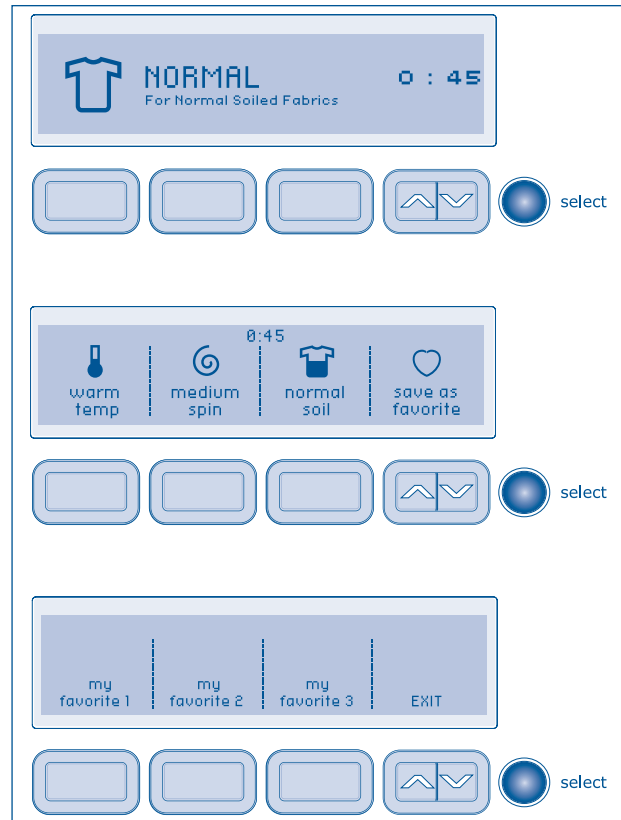 NORMAL
0 : 45
For Normal Soiled Fabrics
select
0:45
warm
temp
medium
spin
normal
soil
save as
favorite
select
my
favorite 1
my
favorite 2
my
favorite 3
EXIT
select